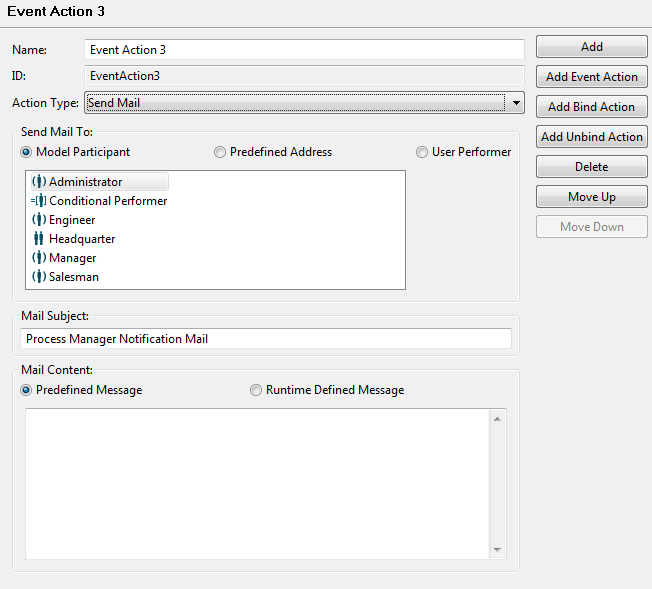 Event Action 3
Name: Event Action 3 Add
ID: EventAction3 Add Event Action
Action Type: Send Mail Add Bind Action
Send Mail To: Add Unbind Action
Model Participant Predefined Address User Performer Delete
Administrator
Conditional Performer Move Up
Engineer Move Down
Headquarter
Manager
Salesman
Mail Subject:
Process Manager Notification Mail
Mail Content:
Predefined Message Runtime Defined Message